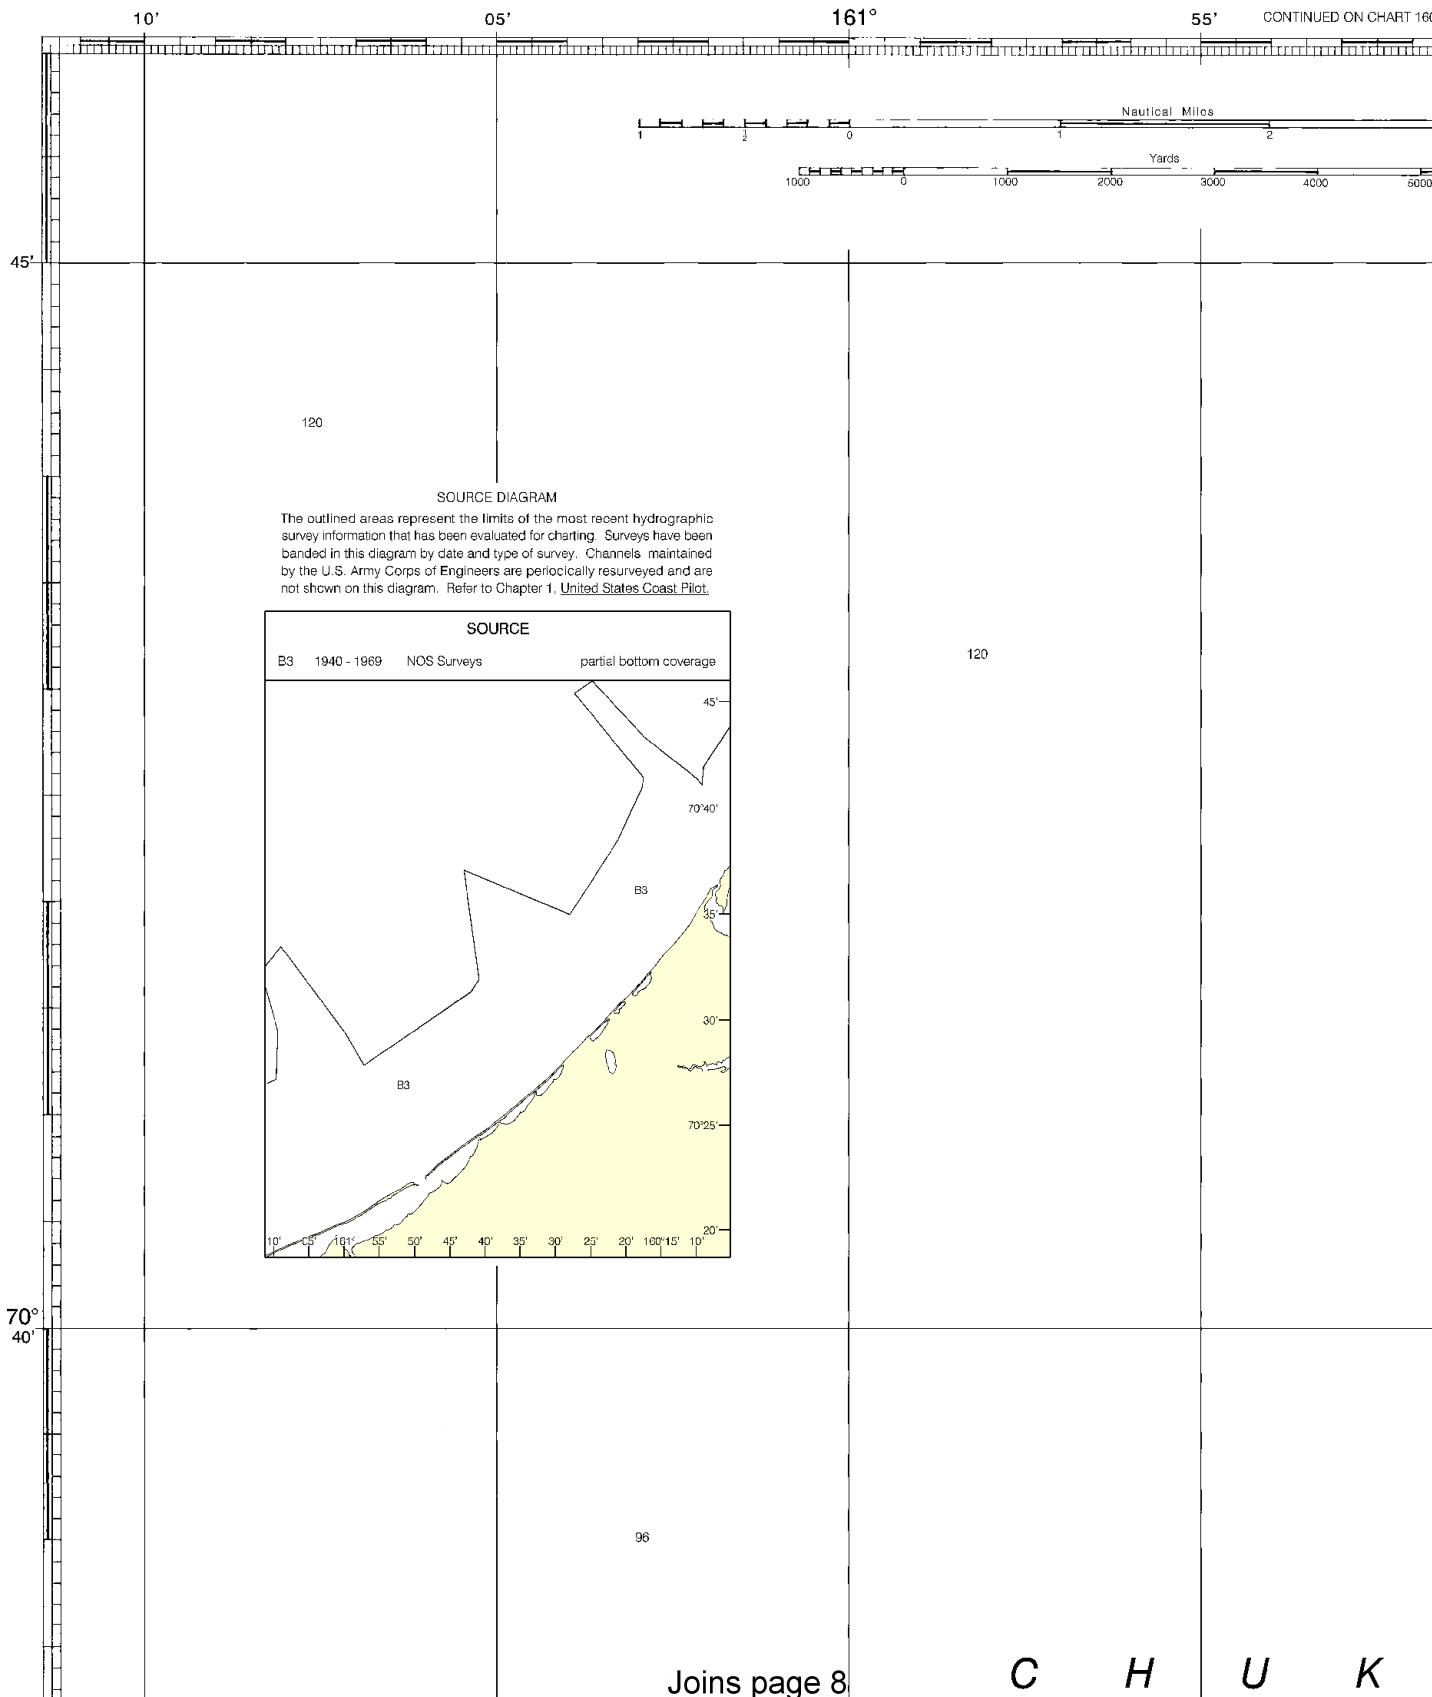 10' 05' 161° 55' CONTINUED ON CHART 160
Nautical Miles
1 ½ 0 1 2
Yards
1000 0 1000 2000 3000 4000 5000
45'
120
SOURCE DIAGRAM
The outlined areas represent the limits of the most recent hydrographic
survey information that has been evaluated for charting. Surveys have been
banded in this diagram by date and type of survey. Channels maintained
by the U.S. Army Corps of Engineers are periodically resurveyed and are
not shown on this diagram. Refer to Chapter 1, United States Coast Pilot.
SOURCE
B3 1940 - 1969 NOS Surveys partial bottom coverage
120
45'
70°40'
B3
35'
30'
B3
70°25'
20'
10' 05' 161° 55' 50' 45' 40' 35' 30' 25' 20' 160°15' 10'
70°
40'
96
Joins page 8
C H U K